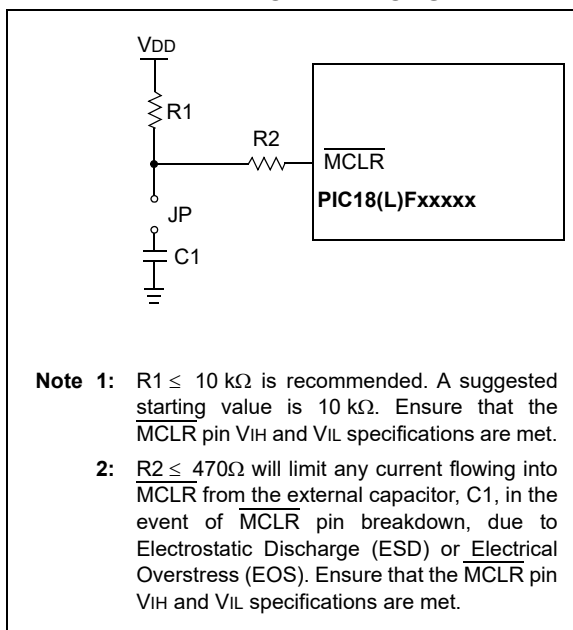 VDD
R1
R2
MCLR
PIC18(L)Fxxxxx
JP
C1
Note 1: R1 ≤ 10 kΩ is recommended. A suggested
starting value is 10 kΩ. Ensure that the
MCLR pin VIH and VIL specifications are met.
2: R2 ≤ 470Ω will limit any current flowing into
MCLR from the external capacitor, C1, in the
event of MCLR pin breakdown, due to
Electrostatic Discharge (ESD) or Electrical
Overstress (EOS). Ensure that the MCLR pin
VIH and VIL specifications are met.